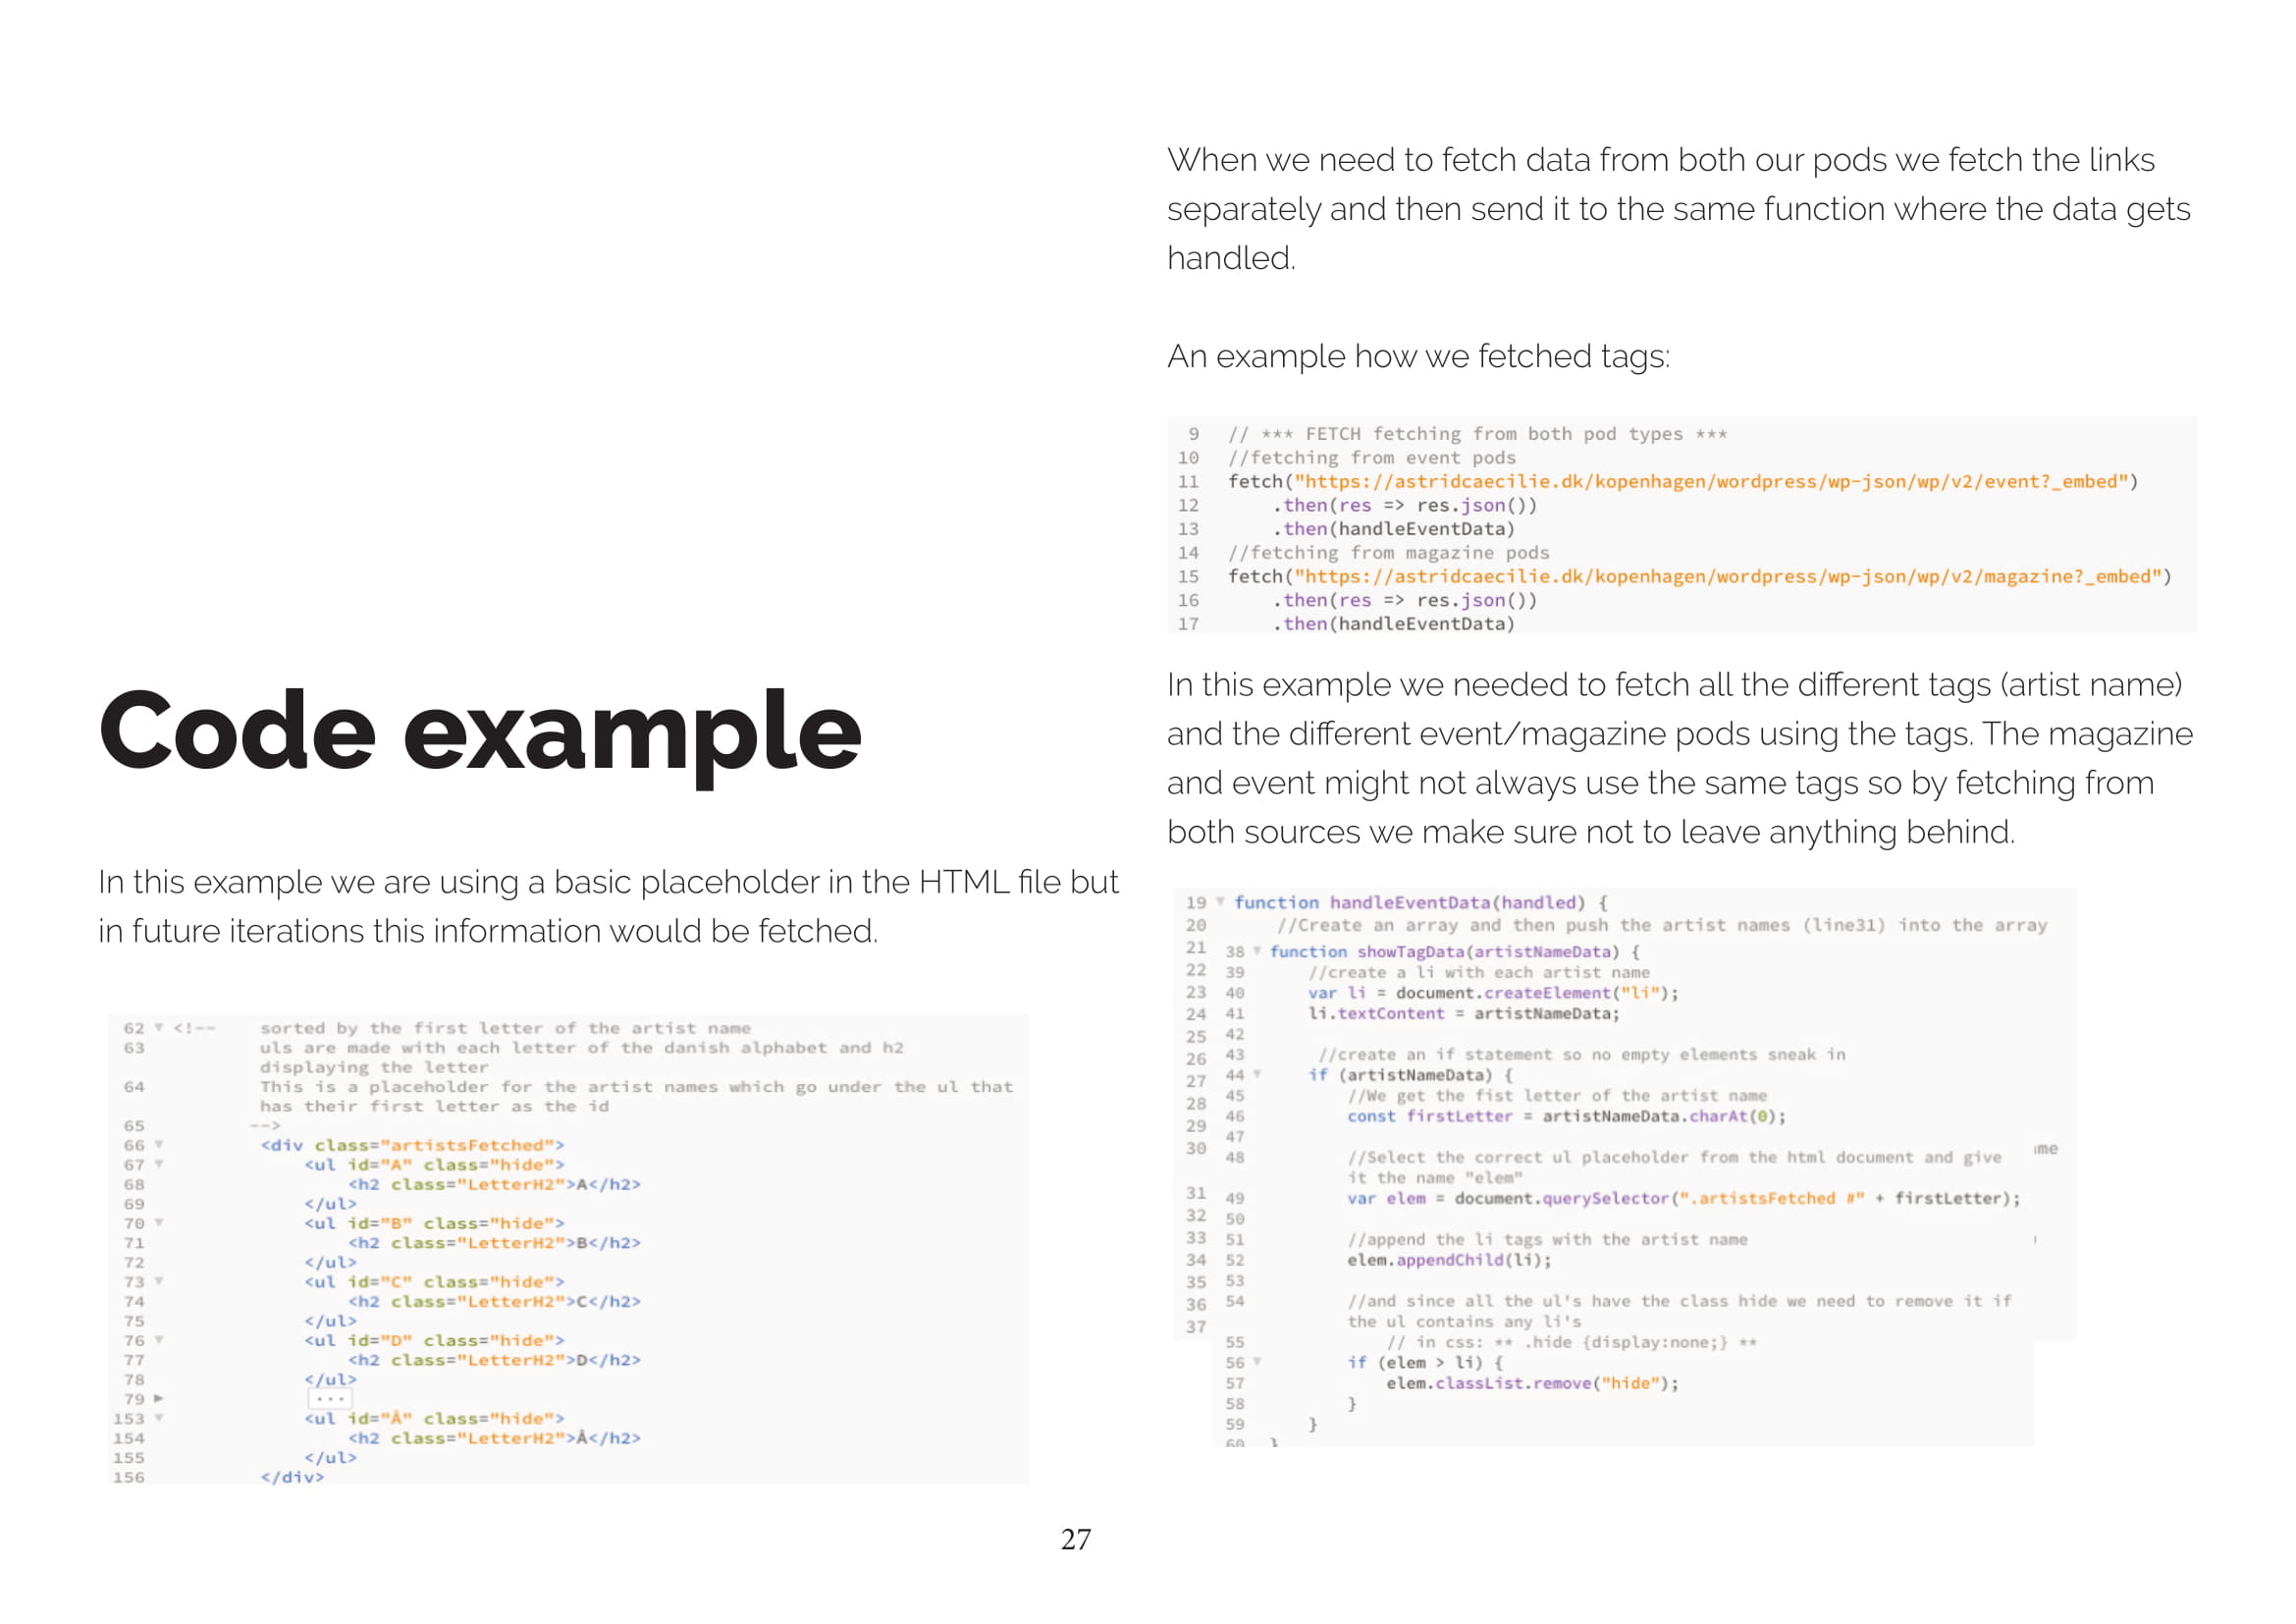 Code example
In this example we are using a basic placeholder in the HTML file but
in future iterations this information would be fetched.
62 <!-- sorted by the first letter of the artist name
63 uls are made with each letter of the danish alphabet and h2
displaying the letter
64 This is a placeholder for the artist names which go under the ul that
has their first letter as the id
65 -->
66 <div class="artistsFetched">
67 <ul id="A" class="hide">
68 <h2 class="LetterH2">A</h2>
69 </ul>
70 <ul id="B" class="hide">
71 <h2 class="LetterH2">B</h2>
72 </ul>
73 <ul id="C" class="hide">
74 <h2 class="LetterH2">C</h2>
75 </ul>
76 <ul id="D" class="hide">
77 <h2 class="LetterH2">D</h2>
78 </ul>
79 ...
153 <ul id="Å" class="hide">
154 <h2 class="LetterH2">Å</h2>
155 </ul>
156 </div>
When we need to fetch data from both our pods we fetch the links
separately and then send it to the same function where the data gets
handled.
An example how we fetched tags:
9 // *** FETCH fetching from both pod types ***
10 //fetching from event pods
11 fetch("https://astridcaecilie.dk/kopenhagen/wordpress/wp-json/wp/v2/event?_embed")
12 .then(res => res.json())
13 .then(handleEventData)
14 //fetching from magazine pods
15 fetch("https://astridcaecilie.dk/kopenhagen/wordpress/wp-json/wp/v2/magazine?_embed")
16 .then(res => res.json())
17 .then(handleEventData)
In this example we needed to fetch all the different tags (artist name)
and the different event/magazine pods using the tags. The magazine
and event might not always use the same tags so by fetching from
both sources we make sure not to leave anything behind.
19 function handleEventData(handled) {
20 //Create an array and then push the artist names (line31) into the array
21 38 function showTagData(artistNameData) {
22 39 //create a li with each artist name
23 40 var li = document.createElement("li");
24 41 li.textContent = artistNameData;
25 42
26 43 //create an if statement so no empty elements sneak in
27 44 if (artistNameData) {
28 45 //We get the fist letter of the artist name
29 46 const firstLetter = artistNameData.charAt(0);
47
30 48 //Select the correct ul placeholder from the html document and give
it the name "elem"
31 49 var elem = document.querySelector(".artistsFetched #" + firstLetter);
32 50
33 51 //append the li tags with the artist name
34 52 elem.appendChild(li);
35 53
36 54 //and since all the ul's have the class hide we need to remove it if
37 the ul contains any li's
55 // in css: ** .hide {display:none;} **
56 if (elem > li) {
57 elem.classList.remove("hide");
58 }
59 }
60 }
27